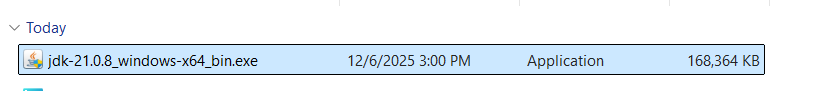 Today
jdk-21.0.8_windows-x64_bin.exe 12/6/2025 3:00 PM Application 168,364 KB